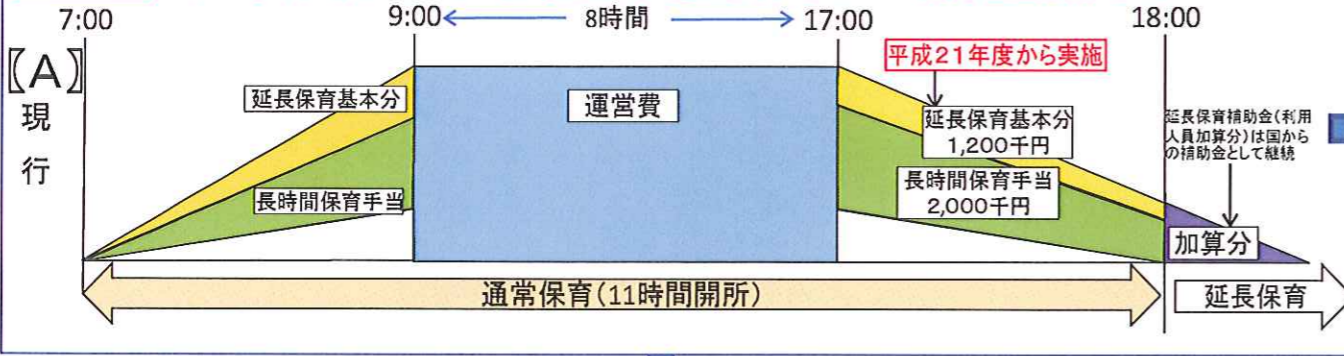 7:00
9:00
8時間
17:00
18:00
【A】
現
行
延長保育基本分
長時間保育手当
運営費
平成21年度から実施
延長保育基本分
1,200千円
長時間保育手当
2,000千円
延長保育補助金(利用
人員加算分)は国から
の補助金として継続
加算分
通常保育(11時間開所)
延長保育